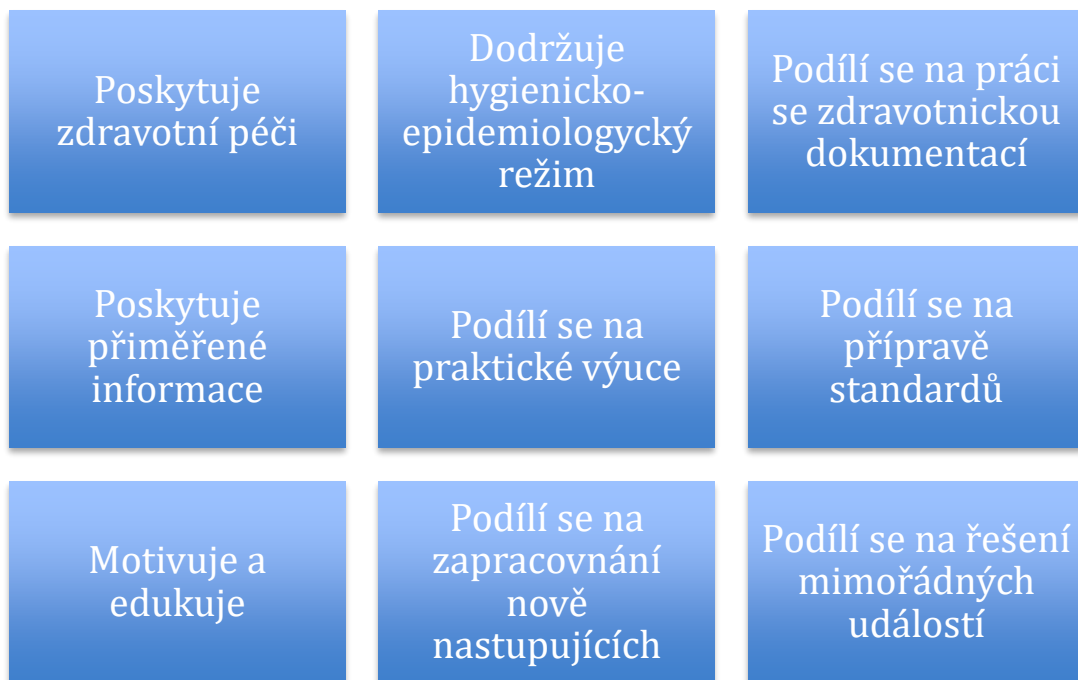 Poskytuje
zdravotní péči
Dodržuje
hygienicko-
epidemiologycký
režim
Podílí se na práci
se zdravotnickou
dokumentací
Poskytuje
přiměřené
informace
Podílí se na
praktické výuce
Podílí se na
přípravě
standardů
Motivuje a
edukuje
Podílí se na
zapracovnání
nově
nastupujících
Podílí se na řešení
mimořádných
událostí